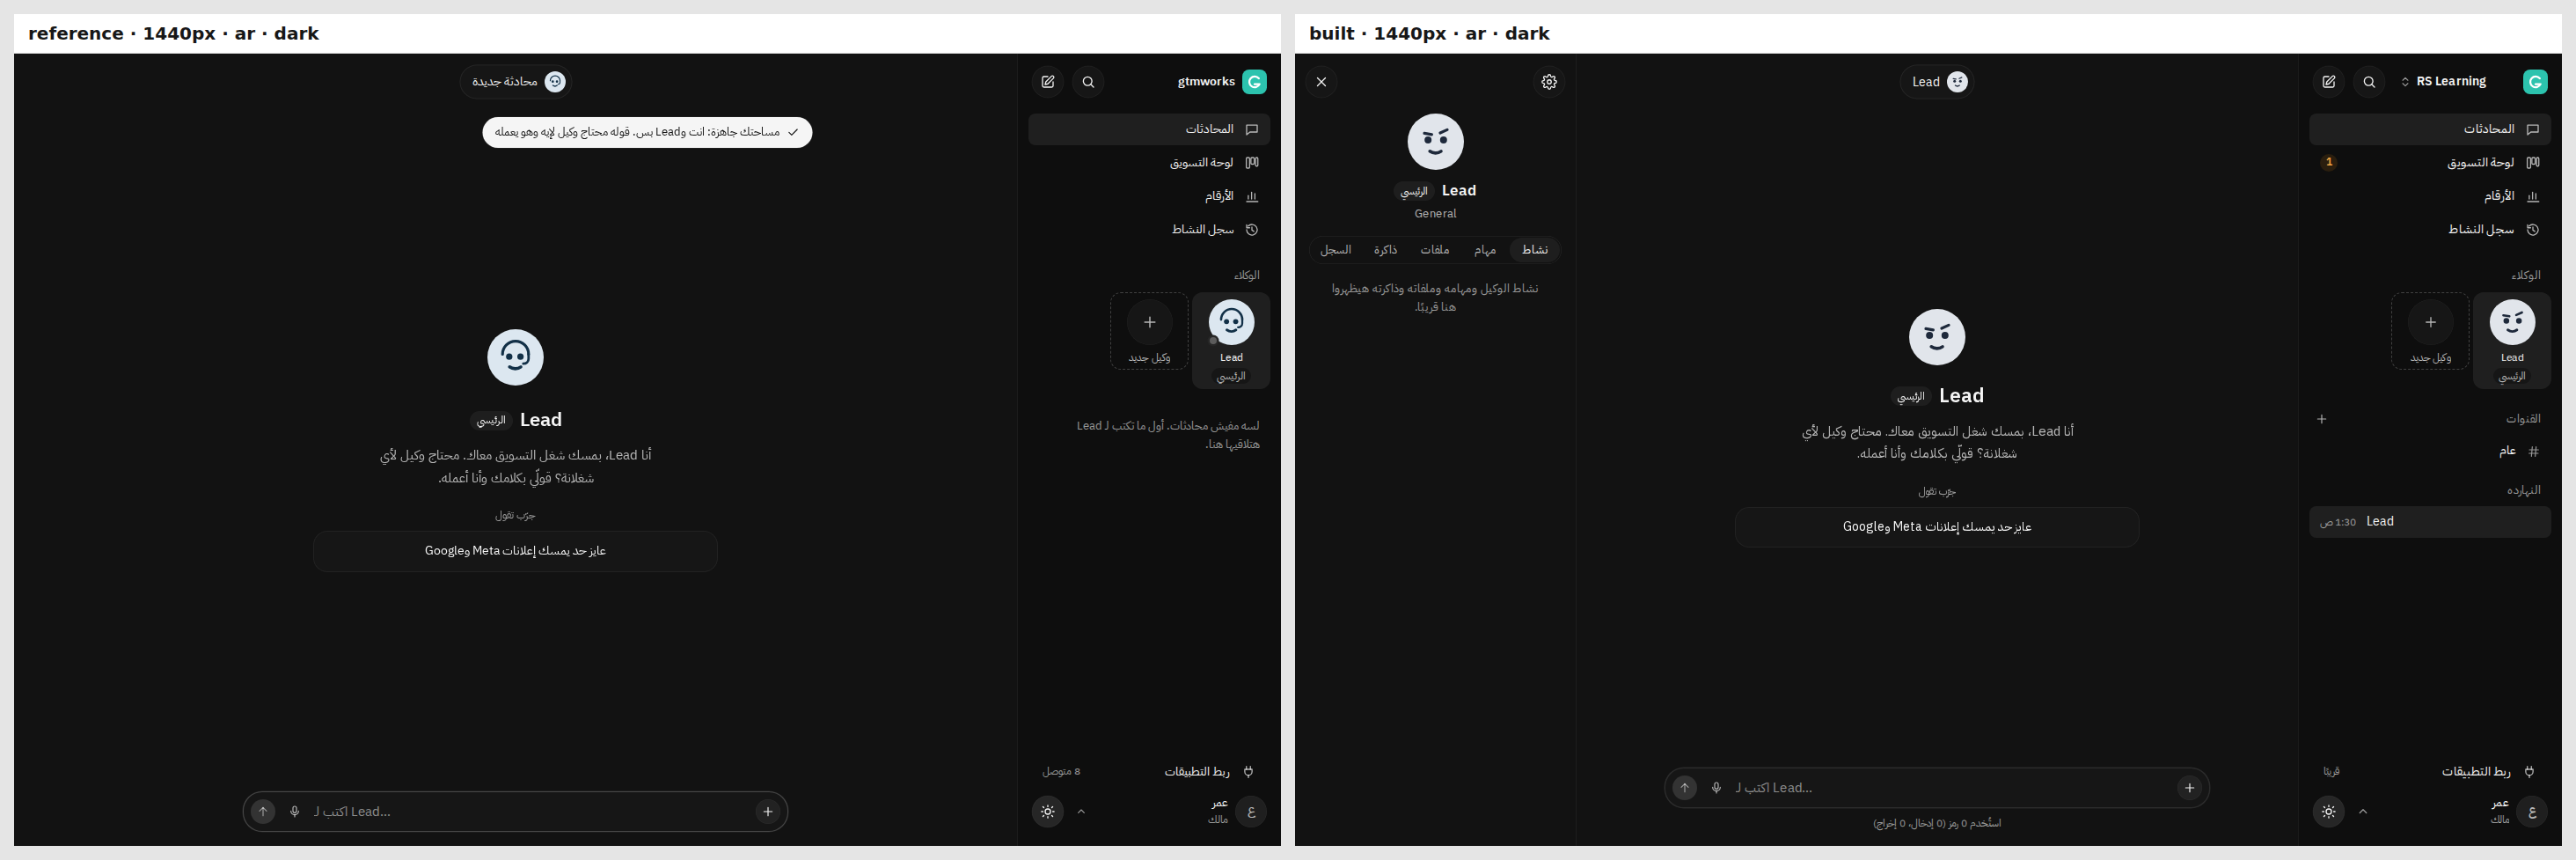 reference · 1440px · ar · dark
gtmworks
محادثة جديدة
مساحتك جاهزة: انت وLead بس. قوله محتاج وكيل لإيه وهو يعمله
المحادثات
لوحة التسويق
الأرقام
سجل النشاط
الوكلاء
Lead
الرئيسي
وكيل جديد
لسه مفيش محادثات. أول ما تكتب لـ Lead
هتلاقيها هنا.
Lead الرئيسي
أنا Lead، بمسك شغل التسويق معاك. محتاج وكيل لأي
شغلانة؟ قولّي بكلامك وأنا أعمله.
جرّب تقول
عايز حد يمسك إعلانات Meta وGoogle
ربط التطبيقات
8 متوصل
عمر
مالك
اكتب لـ Lead...
built · 1440px · ar · dark
RS Learning
Lead
المحادثات
لوحة التسويق
1
الأرقام
سجل النشاط
الوكلاء
Lead
الرئيسي
وكيل جديد
القنوات
عام
النهارده
Lead
1:30 ص
ربط التطبيقات
قريبًا
عمر
مالك
Lead الرئيسي
أنا Lead، بمسك شغل التسويق معاك. محتاج وكيل لأي
شغلانة؟ قولّي بكلامك وأنا أعمله.
جرّب تقول
عايز حد يمسك إعلانات Meta وGoogle
اكتب لـ Lead...
استُخدم 0 رمز (0 إدخال، 0 إخراج)
Lead الرئيسي
General
نشاط
مهام
ملفات
ذاكرة
السجل
نشاط الوكيل ومهامه وملفاته وذاكرته هيظهروا
هنا قريبًا.